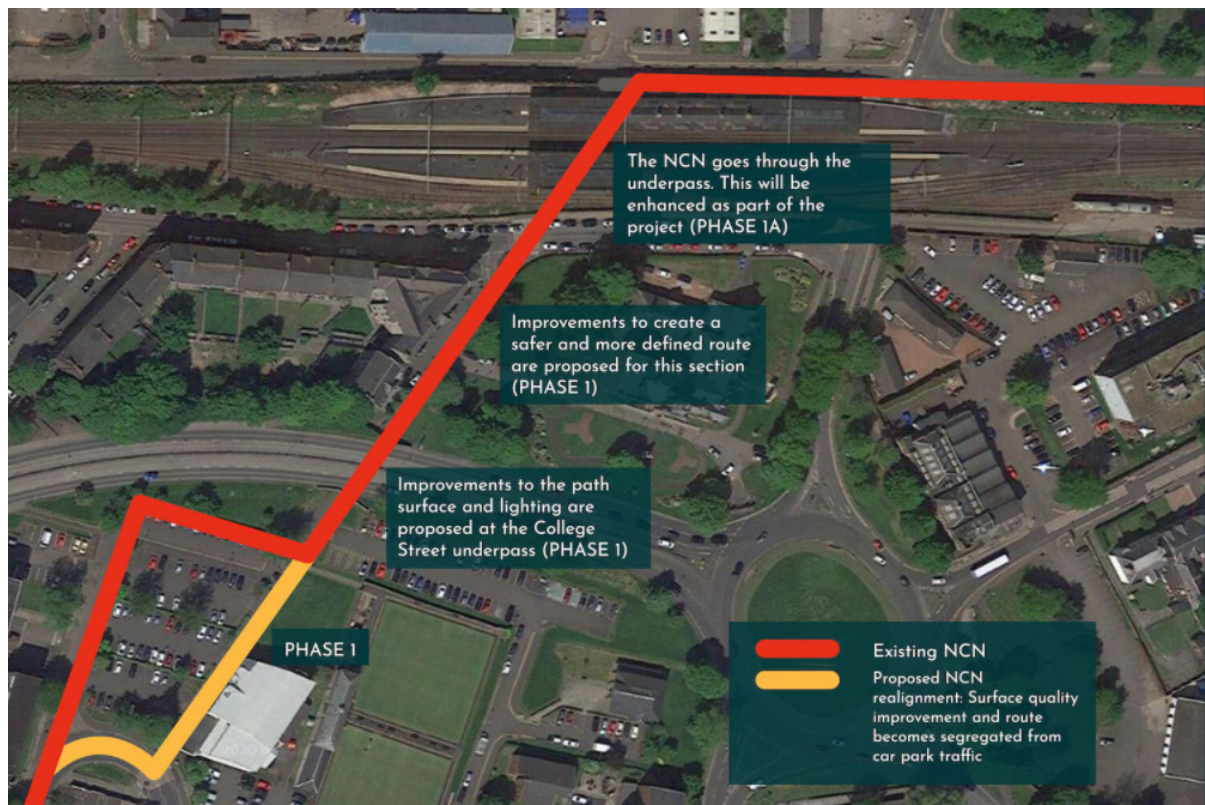 The NCN goes through the
underpass. This will be
enhanced as part of the
project (PHASE 1A)
Improvements to create a
safer and more defined route
are proposed for this section
(PHASE 1)
Improvements to the path
surface and lighting are
proposed at the College
Street underpass (PHASE 1)
PHASE 1
Existing NCN
Proposed NCN
realignment: Surface quality
improvement and route
becomes segregated from
car park traffic